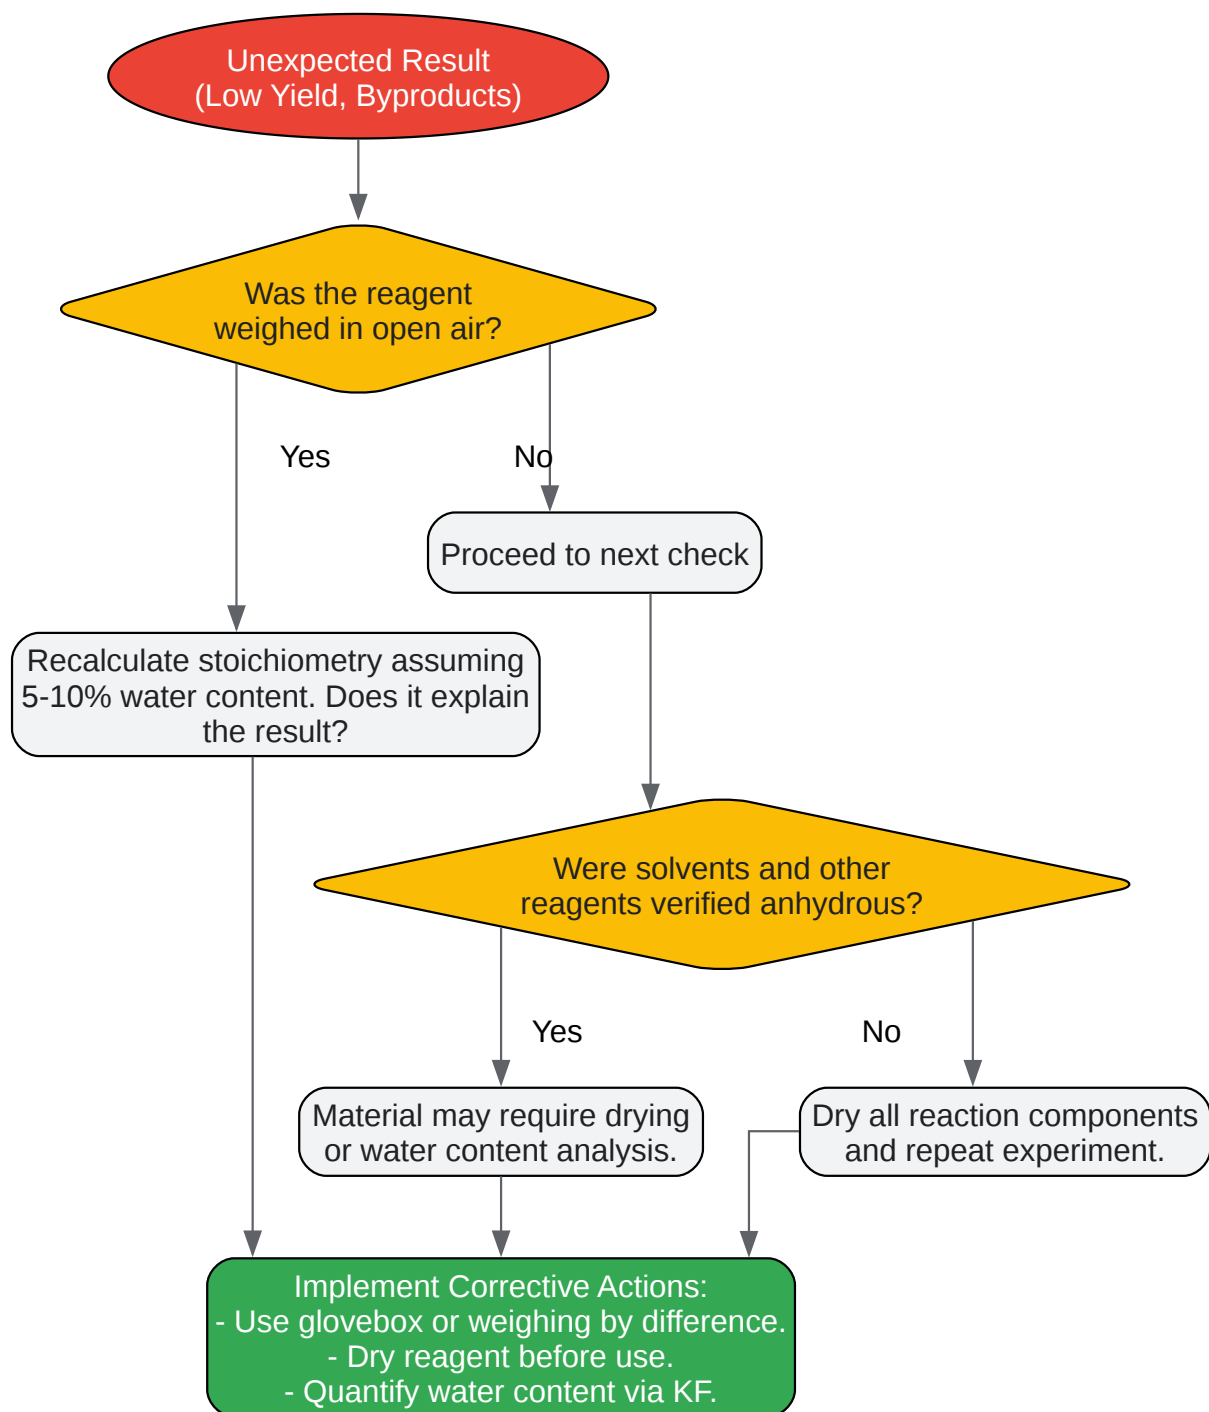 Unexpected Result
(Low Yield, Byproducts)
Was the reagent
weighed in open air?
Yes
No
Proceed to next check
Recalculate stoichiometry assuming
5-10% water content. Does it explain
the result?
Were solvents and other
reagents verified anhydrous?
Yes
No
Material may require drying
or water content analysis.
Dry all reaction components
and repeat experiment.
Implement Corrective Actions:
- Use glovebox or weighing by difference.
- Dry reagent before use.
- Quantify water content via KF.